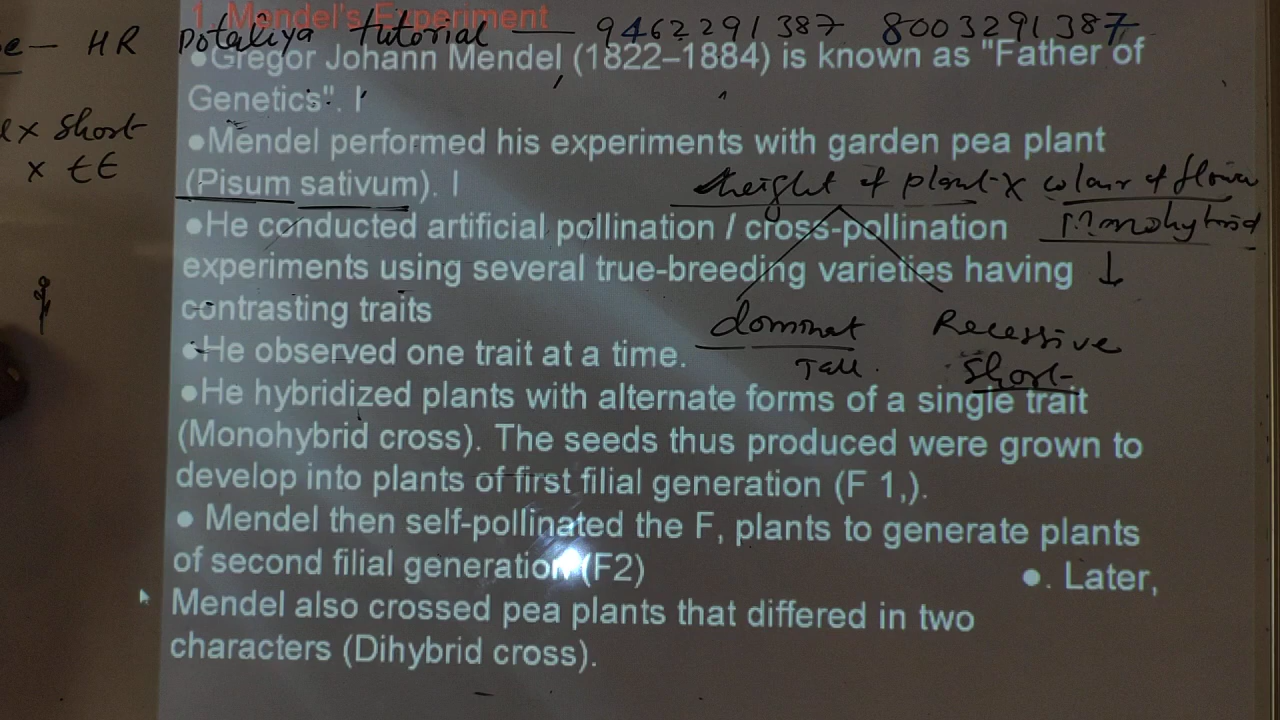 1. Mendel's Experiment
e — HR potaliya tutorial — 9462291387 8003291387
●Gregor Johann Mendel (1822–1884) is known as "Father of
Genetics". I
x short
x tt
●Mendel performed his experiments with garden pea plant
(Pisum sativum). I
height of plant x colour of flower
monohybrid
●He conducted artificial pollination / cross-pollination
experiments using several true-breeding varieties having
contrasting traits
dominat Recessive
Tall. short
●He observed one trait at a time.
●He hybridized plants with alternate forms of a single trait
(Monohybrid cross). The seeds thus produced were grown to
develop into plants of first filial generation (F 1,).
● Mendel then self-pollinated the F, plants to generate plants
of second filial generation (F2) ●. Later,
Mendel also crossed pea plants that differed in two
characters (Dihybrid cross).